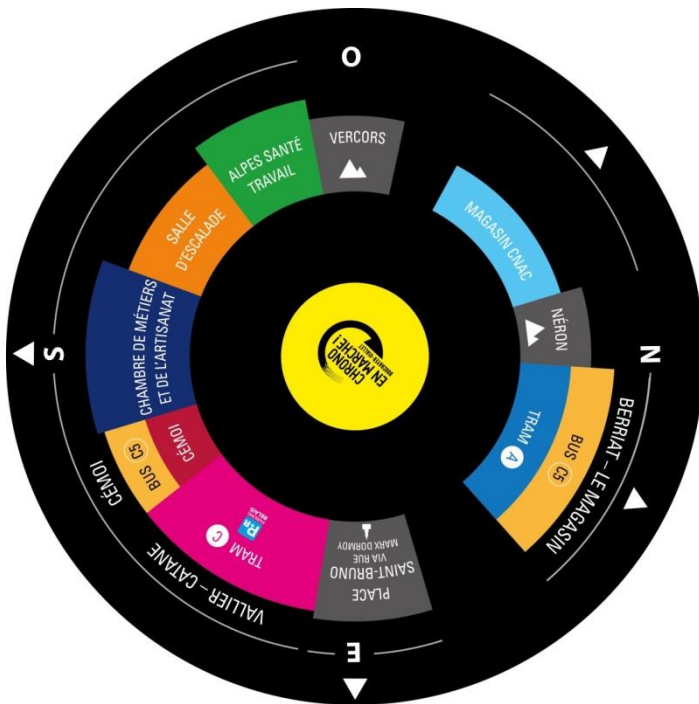 O
VERCORS
ALPES SANTÉ
TRAVAIL
SALLE
D'ESCALADE
MAGASIN CNAC
NÉRON
N
S
CHAMBRE DE MÉTIERS
ET DE L'ARTISANAT
CHRONO
EN MARCHE !
TRAM A
BUS C5
BERRIAT – LE MAGASIN
CÉMOI
BUS C5
CÉMOI
TRAM C
P+R
PARKING
RELAIS
VALLIER – CATANE
PLACE
SAINT-BRUNO
VIA RUE
MARX DORMOY
E